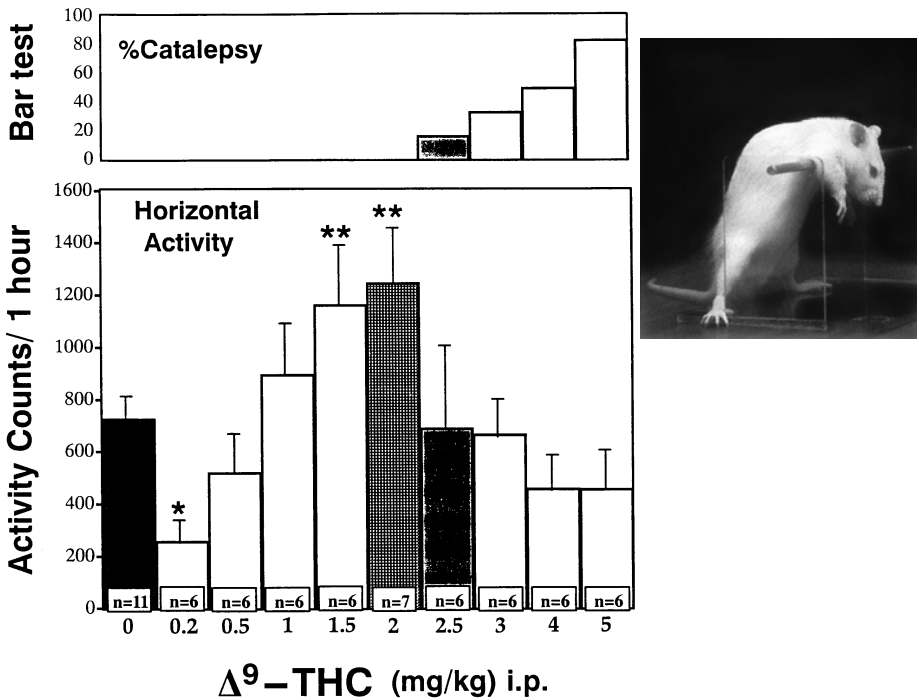 Bar test
100
80
60
40
20
0
%Catalepsy
Activity Counts/ 1 hour
1600
1400
1200
1000
800
600
400
200
0
Horizontal
Activity
*
**
**
n=11 n=6 n=6 n=6 n=6 n=7 n=6 n=6 n=6 n=6
0 0.2 0.5 1 1.5 2 2.5 3 4 5
Δ⁹–THC (mg/kg) i.p.